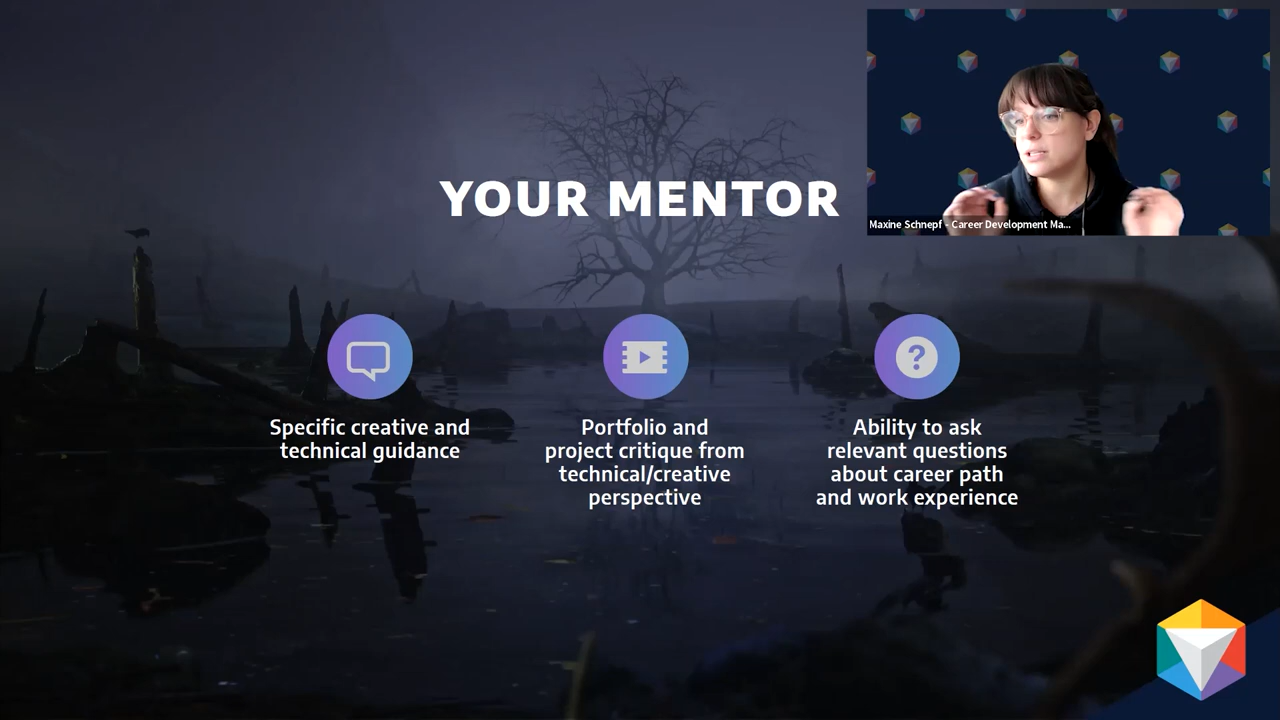 YOUR MENTOR
Maxine Schnepf - Career Development Ma...
Specific creative and
technical guidance
Portfolio and
project critique from
technical/creative
perspective
?
Ability to ask
relevant questions
about career path
and work experience